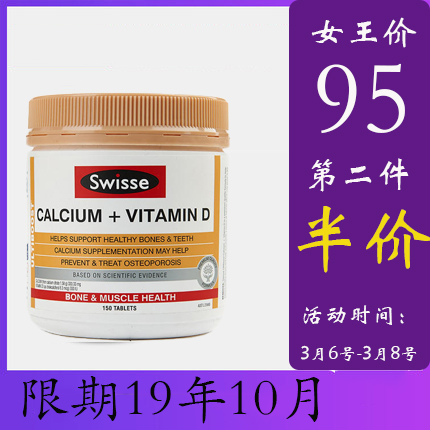 女王价
95
第二件
半价
活动时间：
3月6号-3月8号
Swisse
CALCIUM + VITAMIN D
HELPS SUPPORT HEALTHY BONES & TEETH
CALCIUM SUPPLEMENTATION MAY HELP
PREVENT & TREAT OSTEOPOROSIS
BASED ON SCIENTIFIC EVIDENCE
BONE & MUSCLE HEALTH
150 TABLETS
限期19年10月